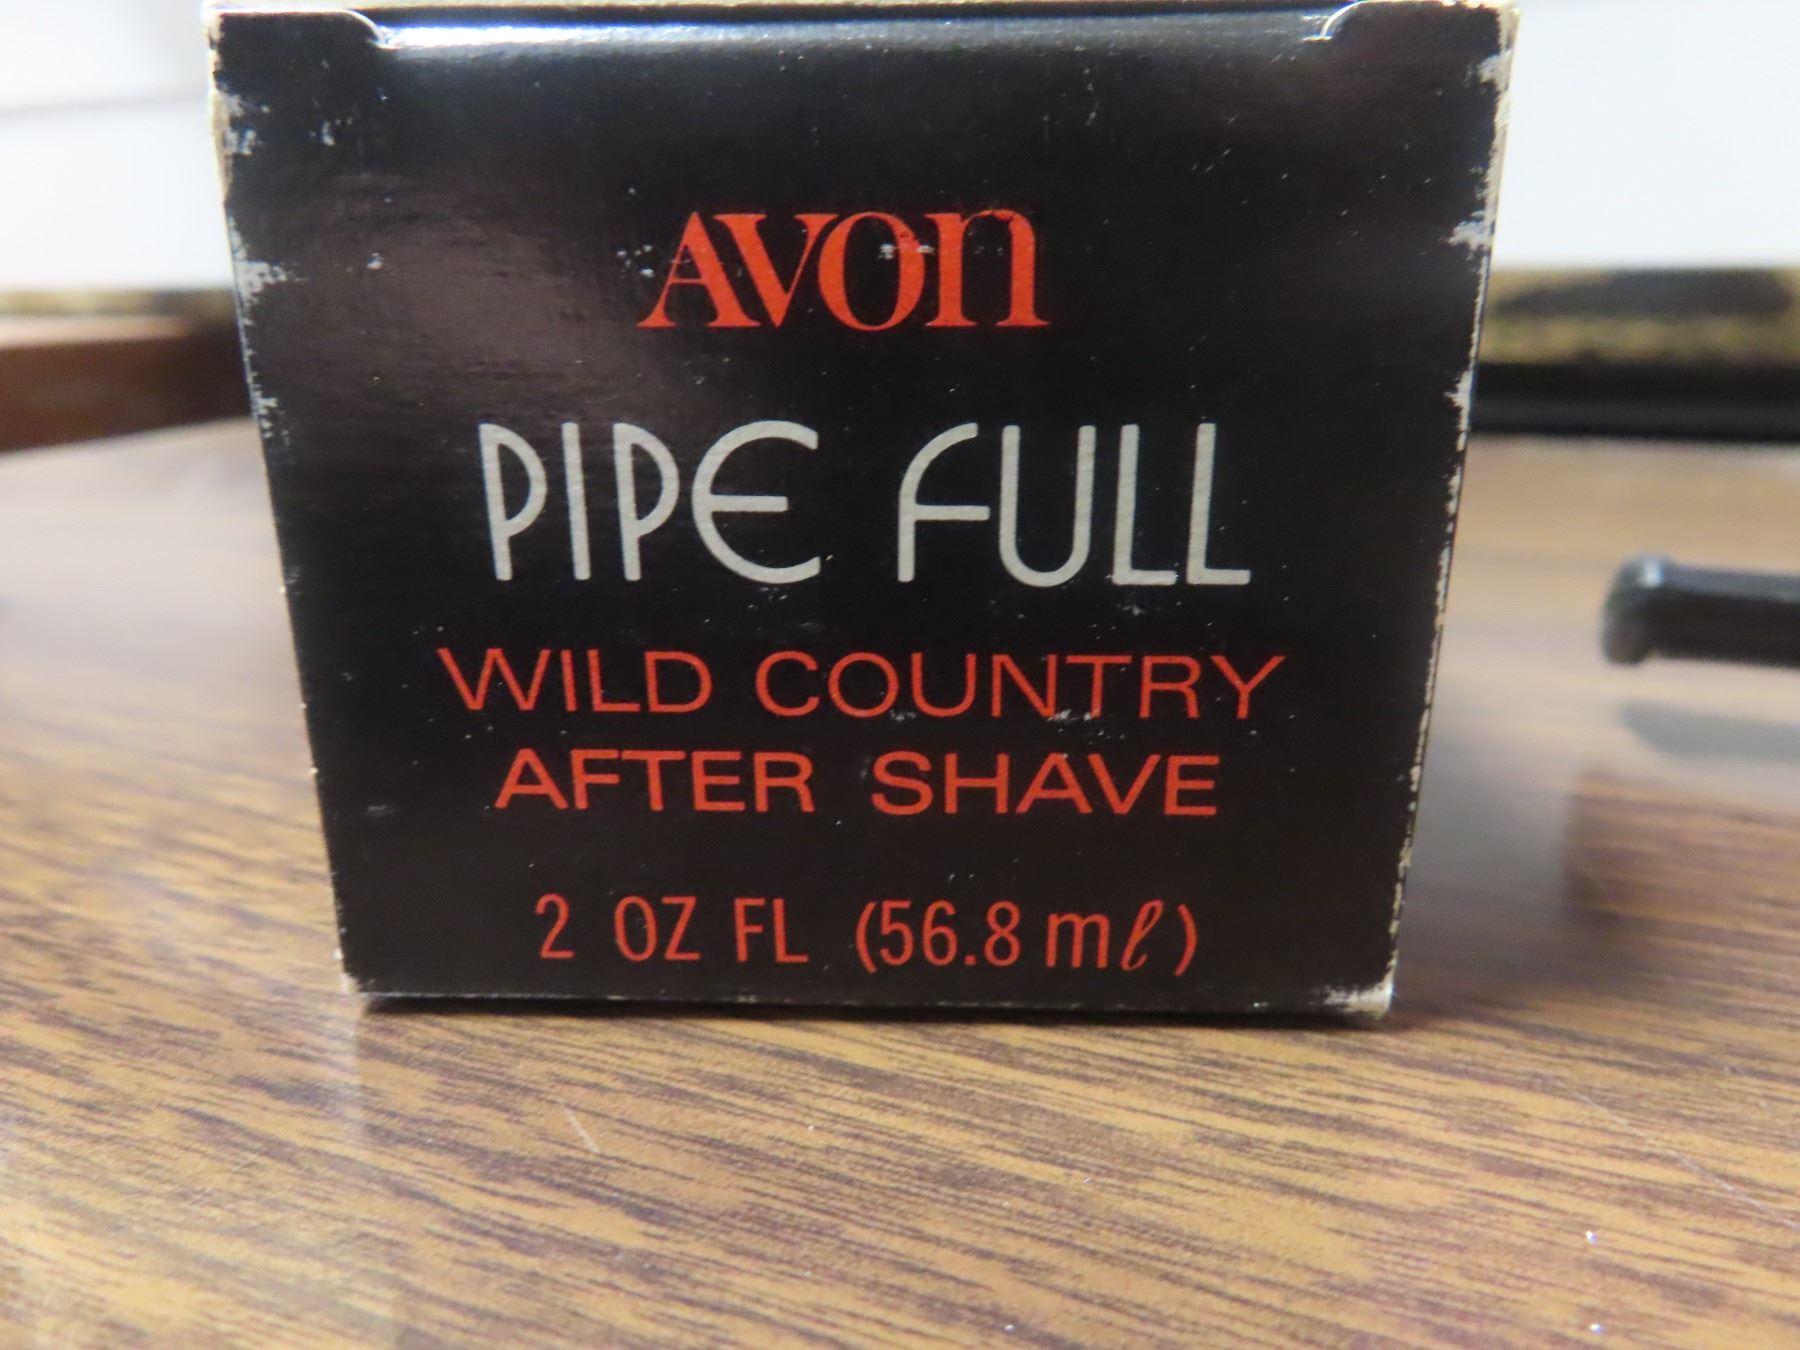 AVON
PIPE FULL
WILD COUNTRY
AFTER SHAVE
2 OZ FL (56.8 mℓ)